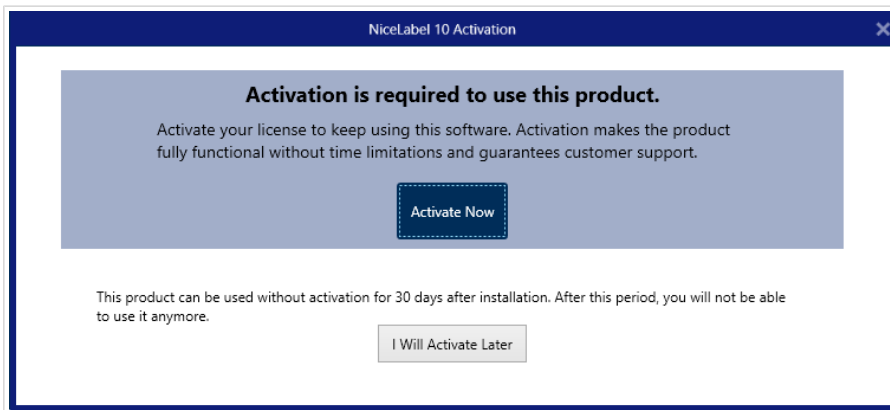 NiceLabel 10 Activation
Activation is required to use this product.
Activate your license to keep using this software. Activation makes the product
fully functional without time limitations and guarantees customer support.
Activate Now
This product can be used without activation for 30 days after installation. After this period, you will not be able
to use it anymore.
I Will Activate Later